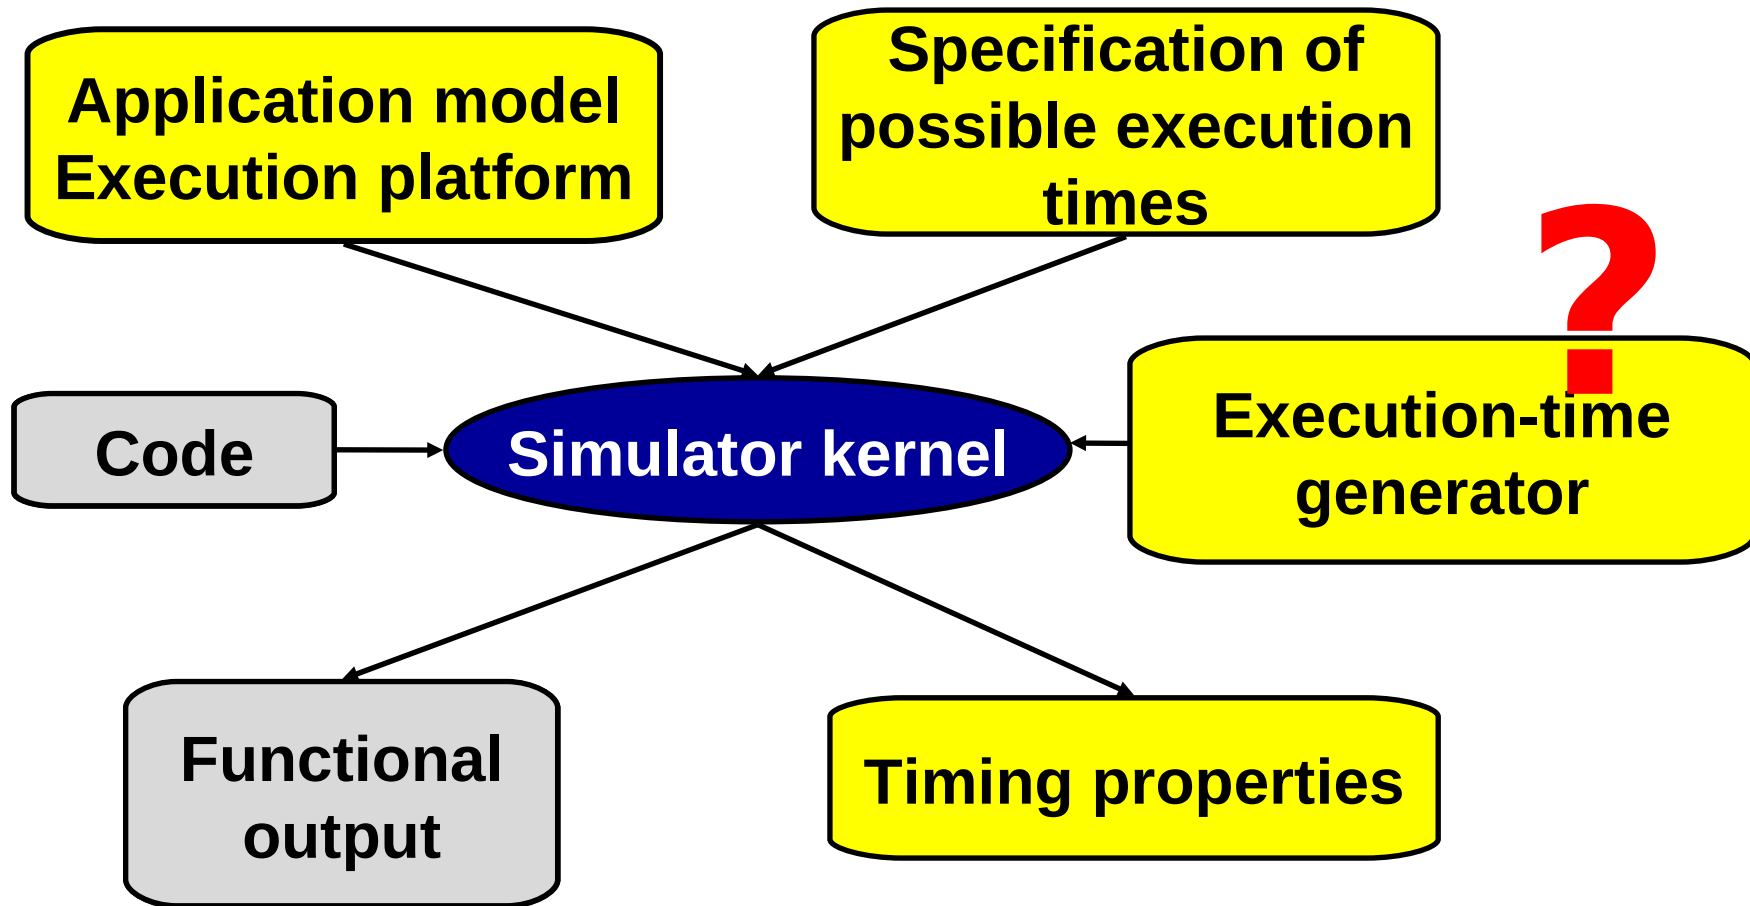 Application model
Execution platform
Specification of
possible execution
times
?
Code
Simulator kernel
Execution-time
generator
Functional
output
Timing properties